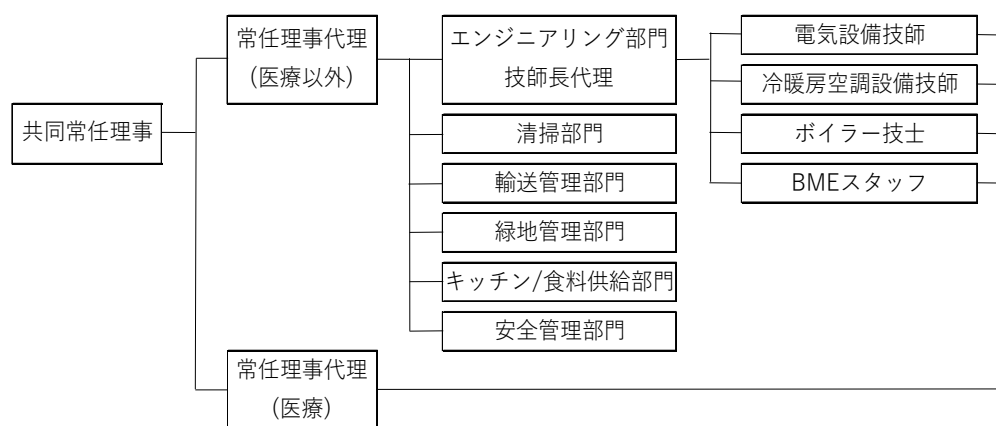 共同常任理事
常任理事代理
(医療以外)
エンジニアリング部門
技師長代理
清掃部門
輸送管理部門
緑地管理部門
キッチン/食料供給部門
安全管理部門
電気設備技師
冷暖房空調設備技師
ボイラー技士
BMEスタッフ
常任理事代理
(医療)